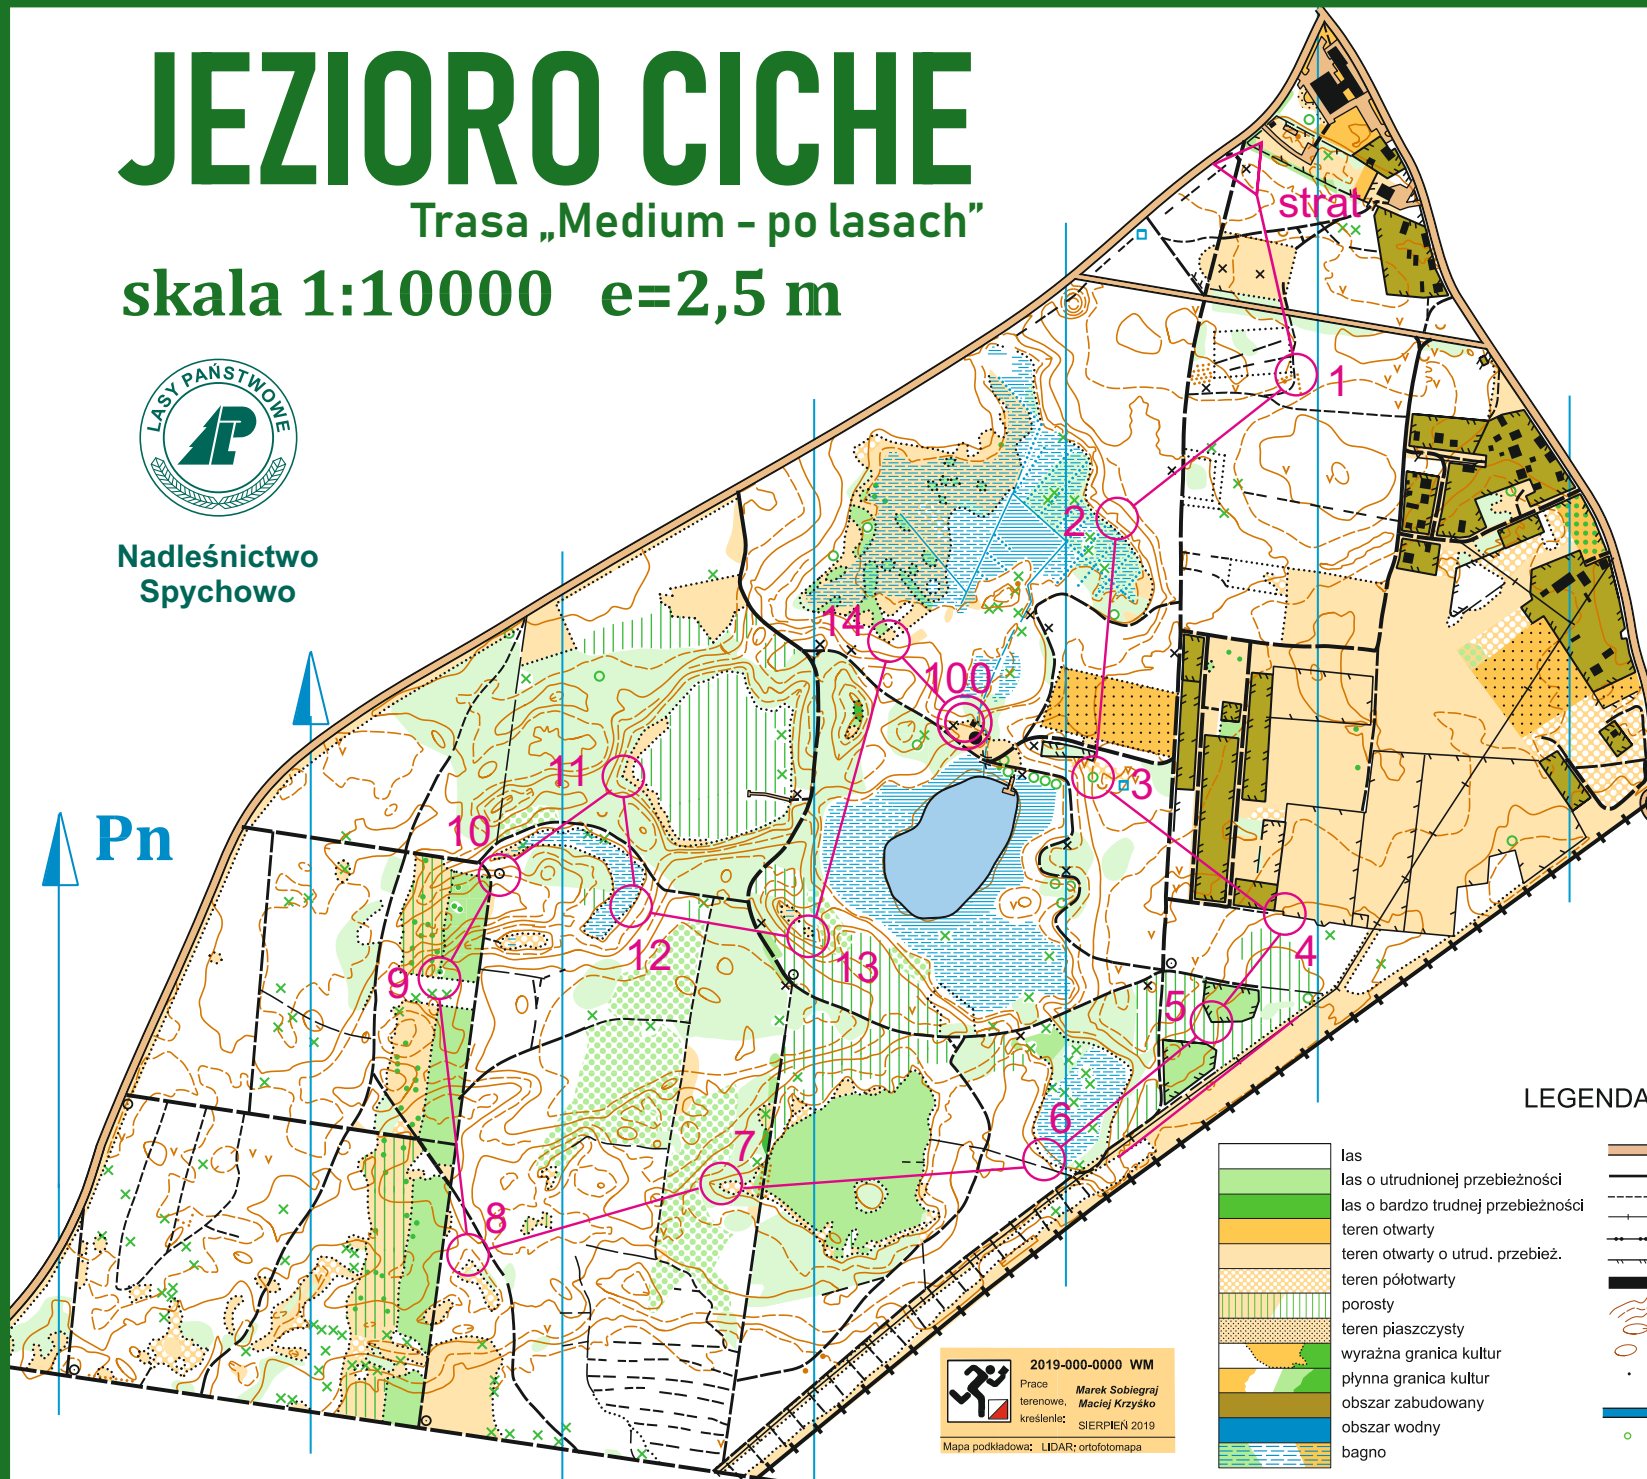 JEZIORO CICHE
Trasa „Medium - po lasach”
skala 1:10000 e=2,5 m
LASY PAŃSTWOWE
LP
Nadleśnictwo
Spychowo
Pn
strat
1
2
14
100
3
11
10
4
12
13
9
5
6
7
8
LEGENDA
las
las o utrudnionej przebieżności
las o bardzo trudnej przebieżności
teren otwarty
teren otwarty o utrud. przebież.
teren półotwarty
porosty
teren piaszczysty
wyraźna granica kultur
płynna granica kultur
obszar zabudowany
obszar wodny
bagno
2019-000-0000 WM
Prace
terenowe,
kreślenie:
Marek Sobiegraj
Maciej Krzyśko
SIERPIEŃ 2019
Mapa podkładowa: LIDAR; ortofotomapa